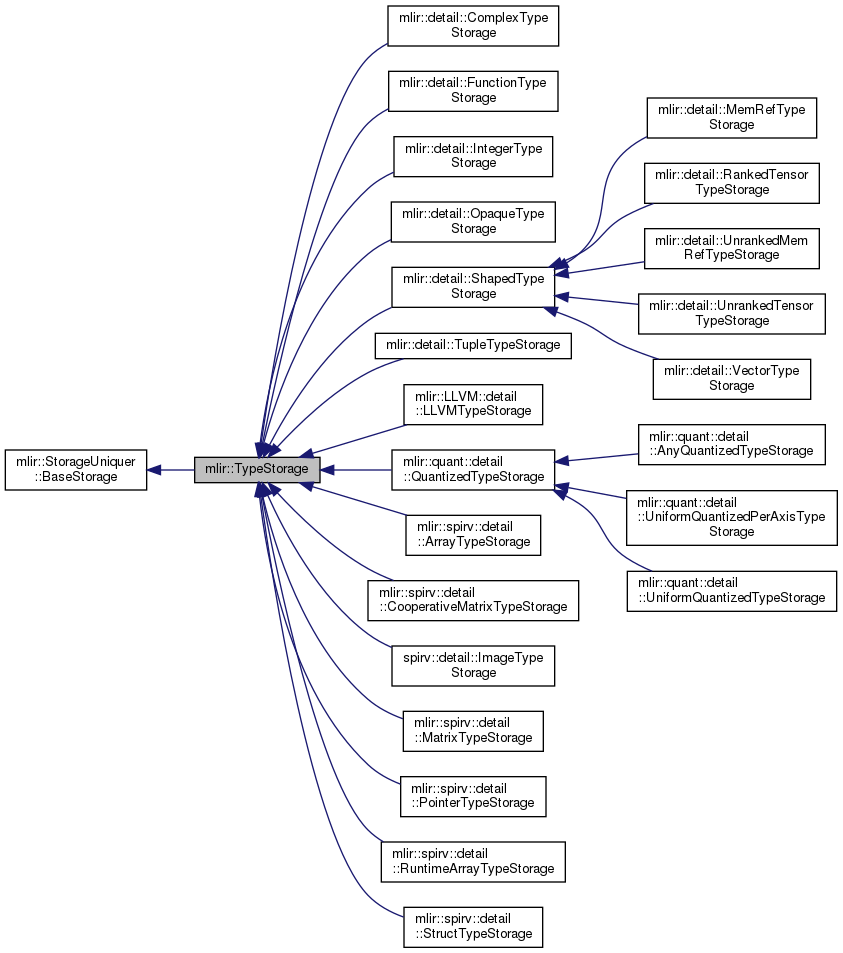 mlir::detail::ComplexType
Storage
mlir::detail::FunctionType
Storage
mlir::detail::IntegerType
Storage
mlir::detail::OpaqueType
Storage
mlir::detail::ShapedType
Storage
mlir::detail::TupleTypeStorage
mlir::LLVM::detail
::LLVMTypeStorage
mlir::quant::detail
::QuantizedTypeStorage
mlir::spirv::detail
::ArrayTypeStorage
mlir::spirv::detail
::CooperativeMatrixTypeStorage
spirv::detail::ImageType
Storage
mlir::spirv::detail
::MatrixTypeStorage
mlir::spirv::detail
::PointerTypeStorage
mlir::spirv::detail
::RuntimeArrayTypeStorage
mlir::spirv::detail
::StructTypeStorage
mlir::StorageUniquer
::BaseStorage
mlir::TypeStorage
mlir::detail::MemRefType
Storage
mlir::detail::RankedTensor
TypeStorage
mlir::detail::UnrankedMem
RefTypeStorage
mlir::detail::UnrankedTensor
TypeStorage
mlir::detail::VectorType
Storage
mlir::quant::detail
::AnyQuantizedTypeStorage
mlir::quant::detail
::UniformQuantizedPerAxisType
Storage
mlir::quant::detail
::UniformQuantizedTypeStorage